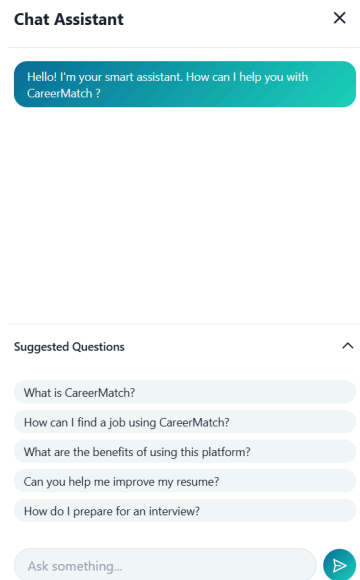 Chat Assistant
Hello! I'm your smart assistant. How can I help you with
CareerMatch ?
Suggested Questions
What is CareerMatch?
How can I find a job using CareerMatch?
What are the benefits of using this platform?
Can you help me improve my resume?
How do I prepare for an interview?
Ask something...